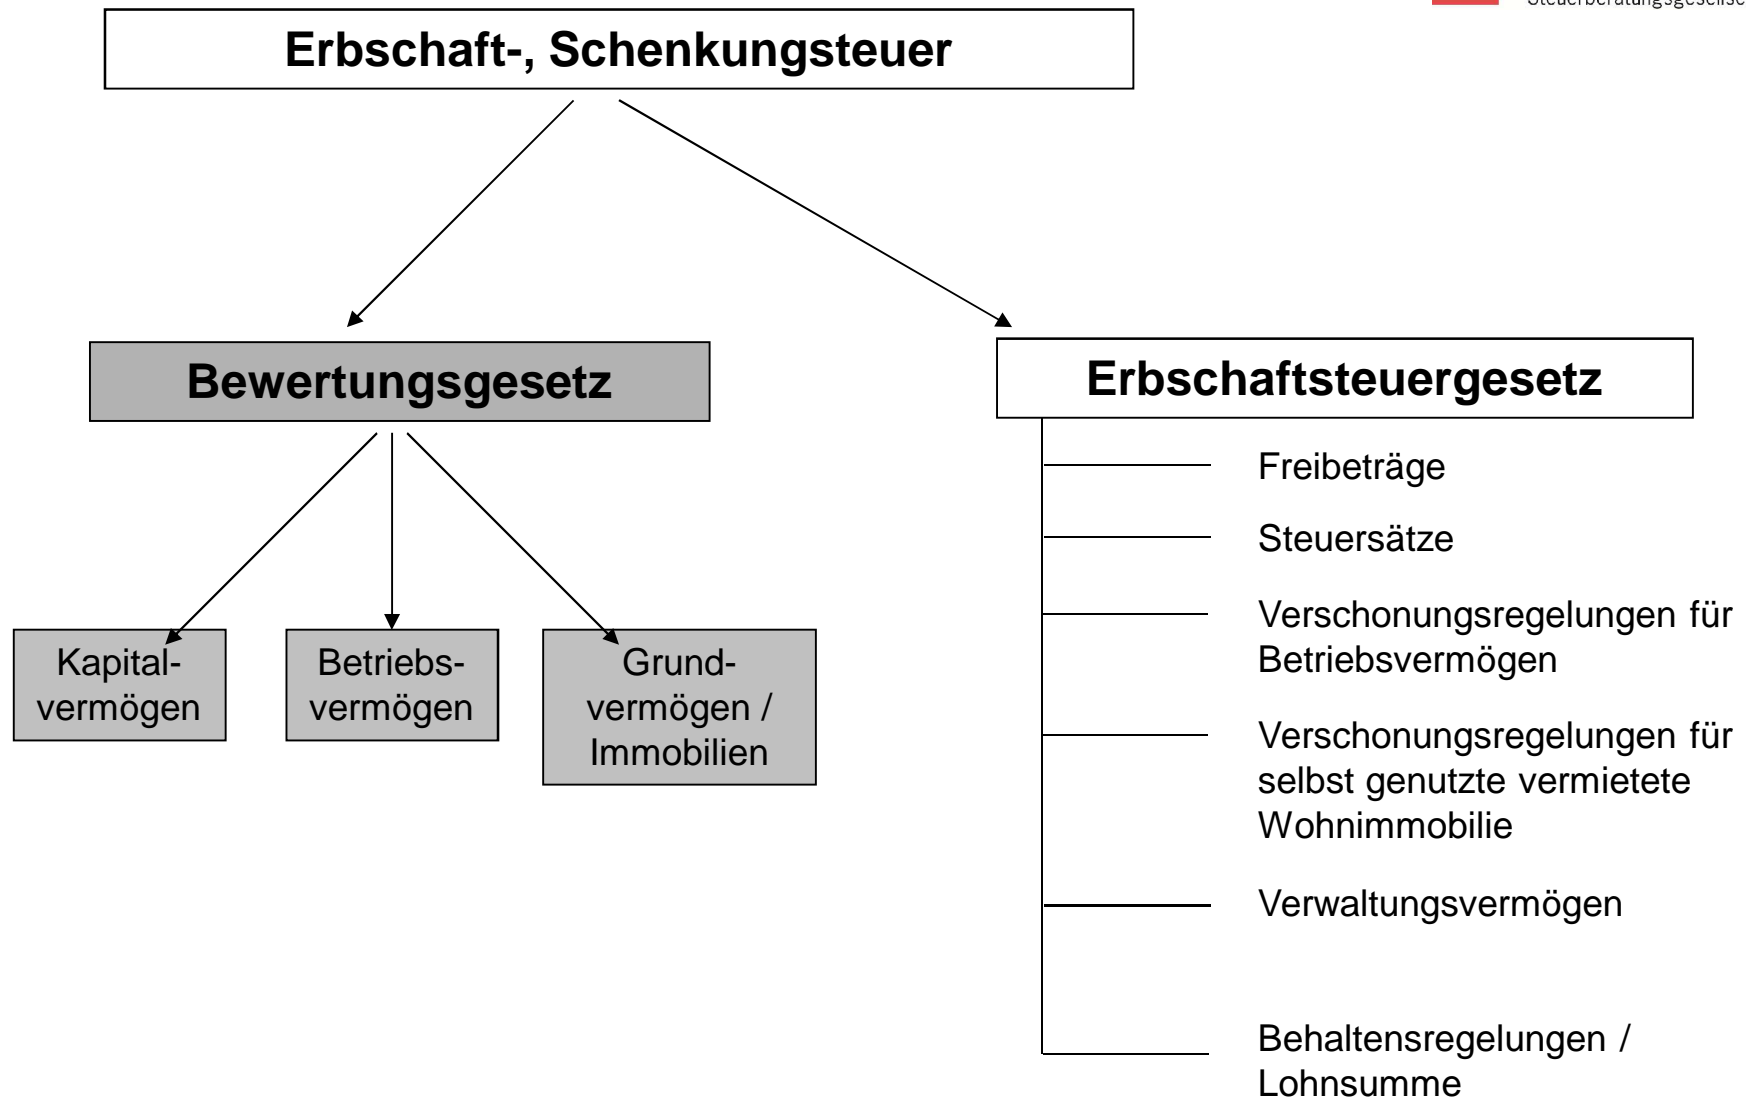 Erbschaft-, Schenkungsteuer
Bewertungsgesetz
Kapital-
vermögen
Betriebs-
vermögen
Grund-
vermögen /
Immobilien
Erbschaftsteuergesetz
Freibeträge
Steuersätze
Verschonungsregelungen für
Betriebsvermögen
Verschonungsregelungen für
selbst genutzte vermietete
Wohnimmobilie
Verwaltungsvermögen
Behaltensregelungen /
Lohnsumme